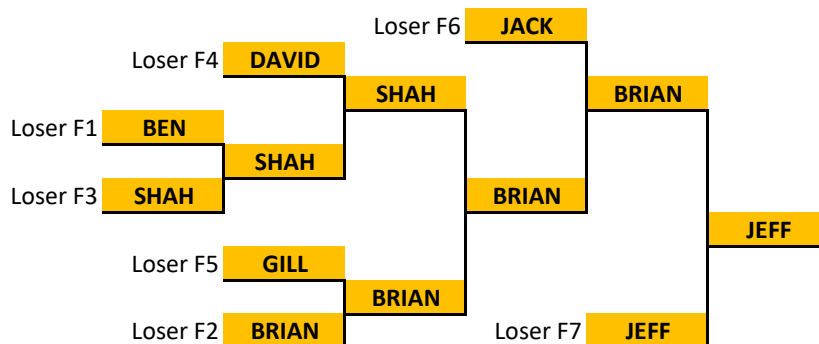 Loser F6 JACK
Loser F4 DAVID
SHAH BRIAN
Loser F1 BEN
SHAH
Loser F3 SHAH BRIAN
JEFF
Loser F5 GILL
BRIAN
Loser F2 BRIAN Loser F7 JEFF